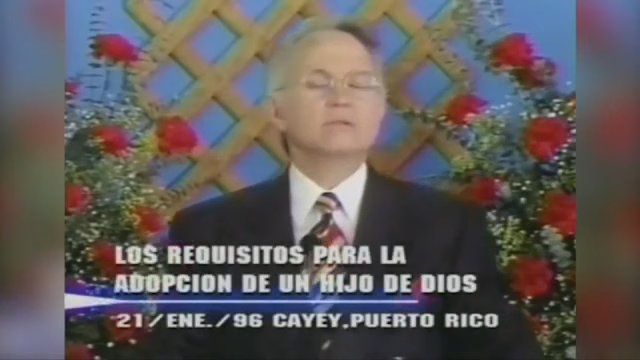 LOS REQUISITOS PARA LA
ADOPCION DE UN HIJO DE DIOS
21/ENE./96 CAYEY,PUERTO RICO